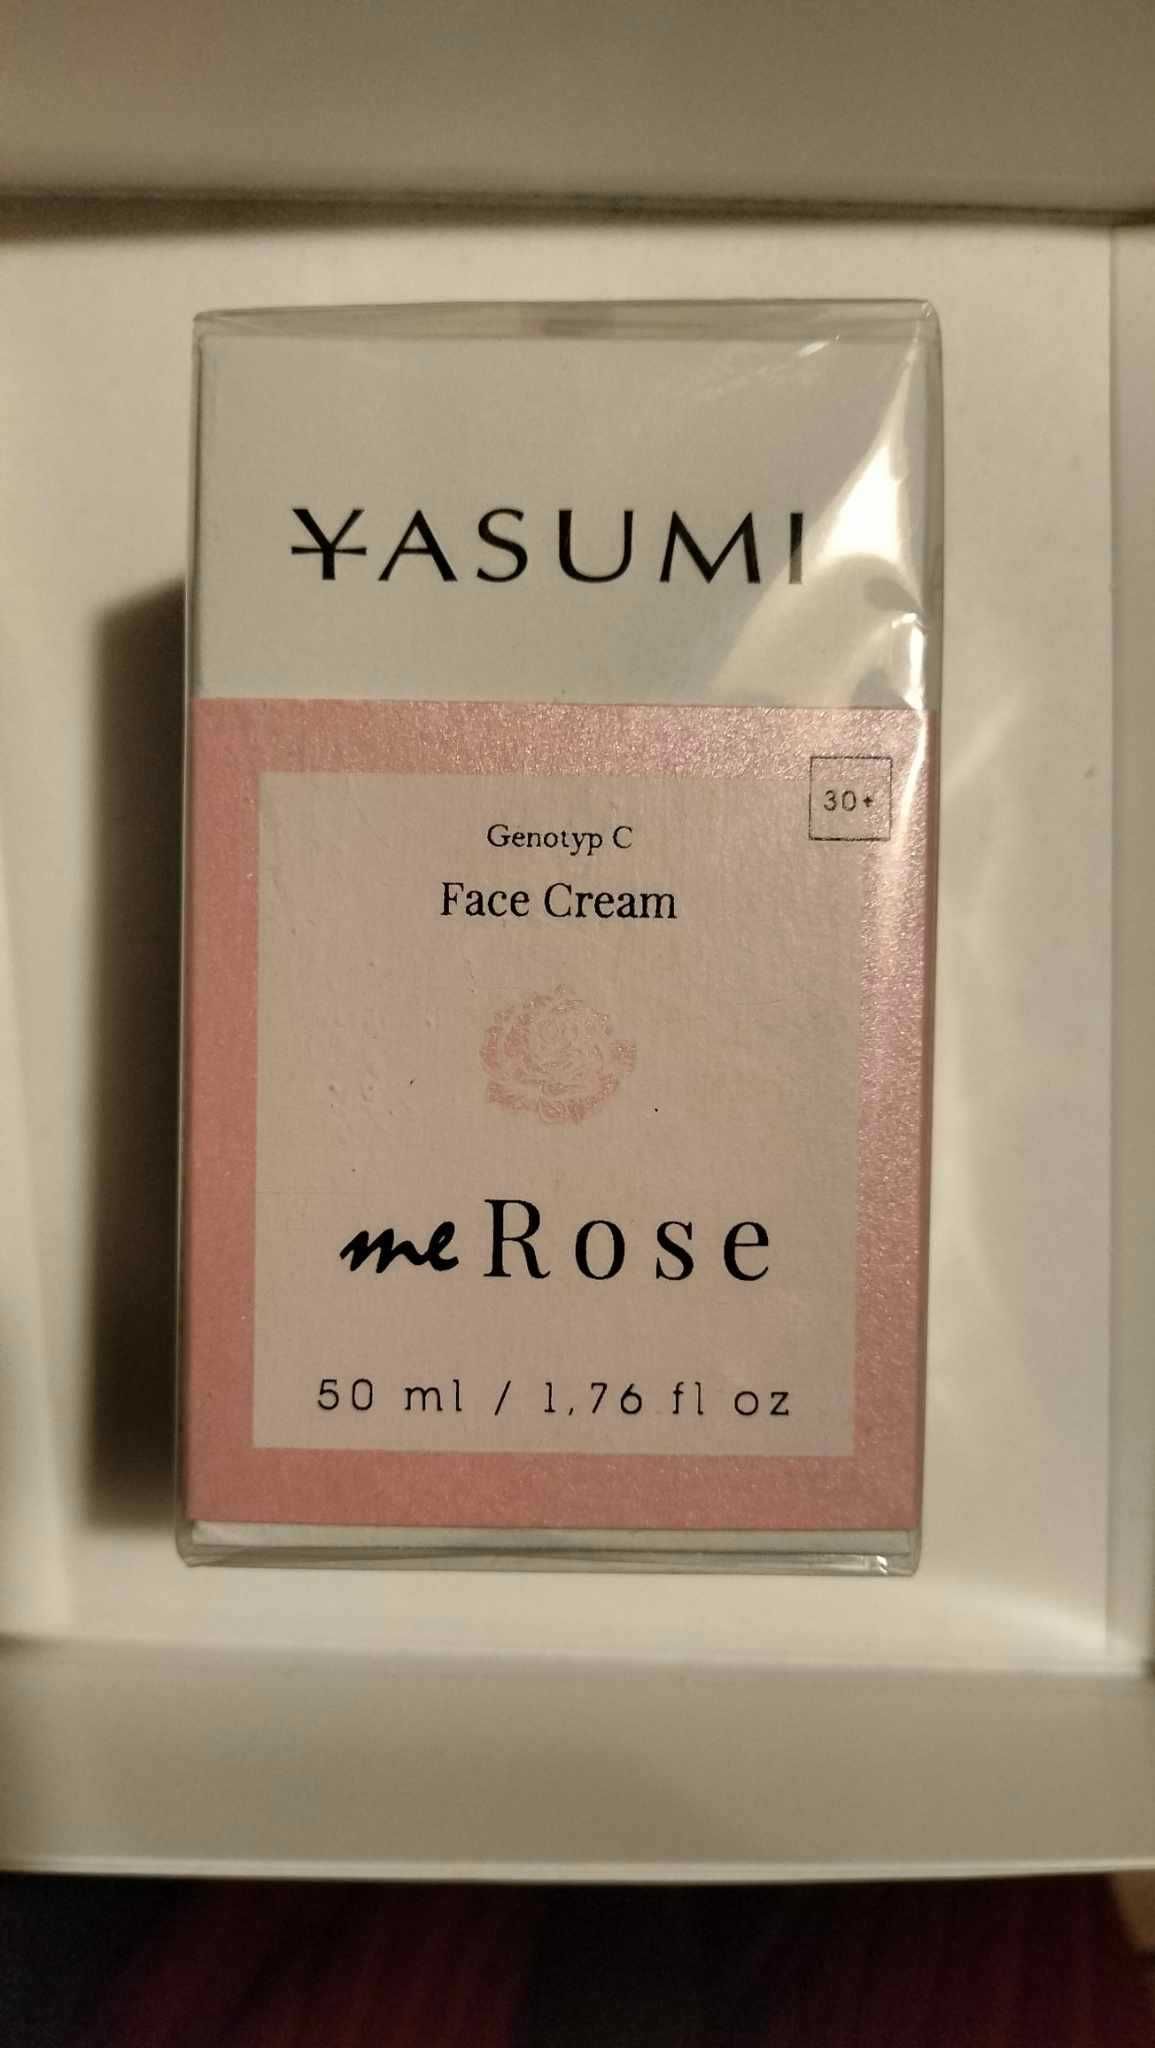 YASUMI
30+
Genotyp C
Face Cream
me Rose
50 ml / 1,76 fl oz